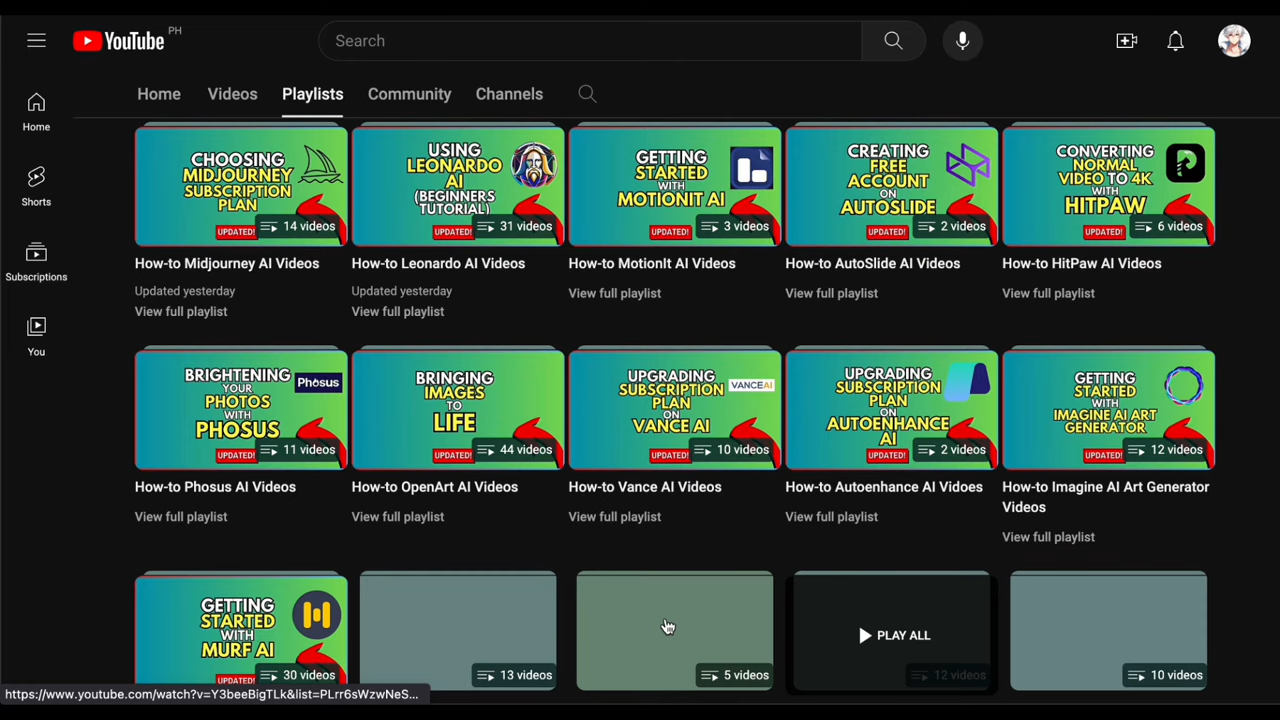 YouTube PH
Search
Home
Videos
Playlists
Community
Channels
Home
Shorts
Subscriptions
You
CHOOSING
MIDJOURNEY
SUBSCRIPTION
PLAN
UPDATED!
14 videos
How-to Midjourney AI Videos
Updated yesterday
View full playlist
USING
LEONARDO
AI
(BEGINNERS
TUTORIAL)
UPDATED!
31 videos
How-to Leonardo AI Videos
Updated yesterday
View full playlist
GETTING
STARTED
WITH
MOTIONIT AI
UPDATED!
3 videos
How-to MotionIt AI Videos
View full playlist
CREATING
FREE
ACCOUNT
ON
AUTOSLIDE
UPDATED!
2 videos
How-to AutoSlide AI Videos
View full playlist
CONVERTING
NORMAL
VIDEO TO 4K
WITH
HITPAW
UPDATED!
6 videos
How-to HitPaw AI Videos
View full playlist
BRIGHTENING
YOUR
PHOTOS
WITH
PHOSUS
Phosus
UPDATED!
11 videos
How-to Phosus AI Videos
View full playlist
BRINGING
IMAGES
TO
LIFE
UPDATED!
44 videos
How-to OpenArt AI Videos
View full playlist
UPGRADING
SUBSCRIPTION
PLAN
ON
VANCE AI
VANCEAI
UPDATED!
10 videos
How-to Vance AI Videos
View full playlist
UPGRADING
SUBSCRIPTION
PLAN
ON
AUTOENHANCE
AI
UPDATED!
2 videos
How-to Autoenhance AI Vidoes
View full playlist
GETTING
STARTED
WITH
IMAGINE AI ART
GENERATOR
UPDATED!
12 videos
How-to Imagine AI Art Generator
Videos
View full playlist
GETTING
STARTED
WITH
MURF AI
30 videos
13 videos
5 videos
PLAY ALL
12 videos
10 videos
https://www.youtube.com/watch?v=Y3beeBigTLk&list=PLrr6sWzwNeS...